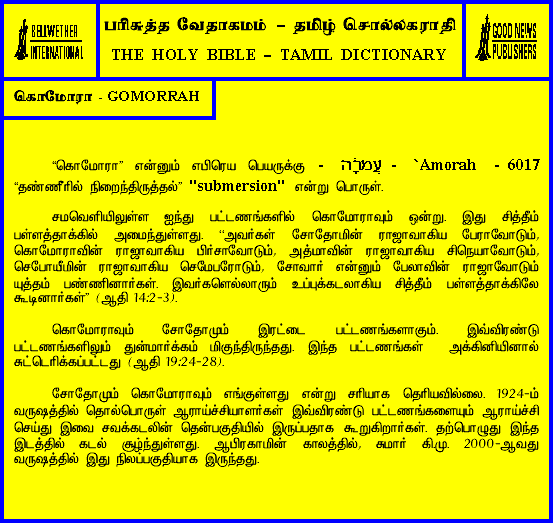 BELLWETHER
INTERNATIONAL
பரிசுத்த வேதாகமம் – தமிழ் சொல்லகராதி
THE HOLY BIBLE – TAMIL DICTIONARY
GOOD NEWS
PUBLISHERS
கொமோரா - GOMORRAH
“கொமோரா” என்னும் எபிரெய பெயருக்கு - עֲמֹרָה - `Amorah - 6017
“தண்ணீரில் நிறைந்திருத்தல்” "submersion" என்று பொருள்.
சமவெளியிலுள்ள ஐந்து பட்டணங்களில் கொமோராவும் ஒன்று. இது சித்தீம்
பள்ளத்தாக்கில் அமைந்துள்ளது. “அவர்கள் சோதோமின் ராஜாவாகிய பேராவோடும்,
கொமோராவின் ராஜாவாகிய பிர்சாவோடும், அத்மாவின் ராஜாவாகிய சிநெயாவோடும்,
செபோயீமின் ராஜாவாகிய செமேபரோடும், சோவார் என்னும் பேலாவின் ராஜாவோடும்
யுத்தம் பண்ணினார்கள். இவர்களெல்லாரும் உப்புக்கடலாகிய சித்தீம் பள்ளத்தாக்கிலே
கூடினார்கள்” (ஆதி 14:2-3).
கொமோராவும் சோதோமும் இரட்டை பட்டணங்களாகும். இவ்விரண்டு
பட்டணங்களிலும் துன்மார்க்கம் மிகுந்திருந்தது. இந்த பட்டணங்கள் அக்கினியினால்
சுட்டெரிக்கப்பட்டது (ஆதி 19:24-28).
சோதோமும் கொமோராவும் எங்குள்ளது என்று சரியாக தெரியவில்லை. 1924-ம்
வருஷத்தில் தொல்பொருள் ஆராய்ச்சியாளர்கள் இவ்விரண்டு பட்டணங்களையும் ஆராய்ச்சி
செய்து இவை சவக்கடலின் தென்பகுதியில் இருப்பதாக கூறுகிறார்கள். தற்பொழுது இந்த
இடத்தில் கடல் சூழ்ந்துள்ளது. ஆபிரகாமின் காலத்தில், சுமார் கி.மு. 2000-ஆவது
வருஷத்தில் இது நிலப்பகுதியாக இருந்தது.